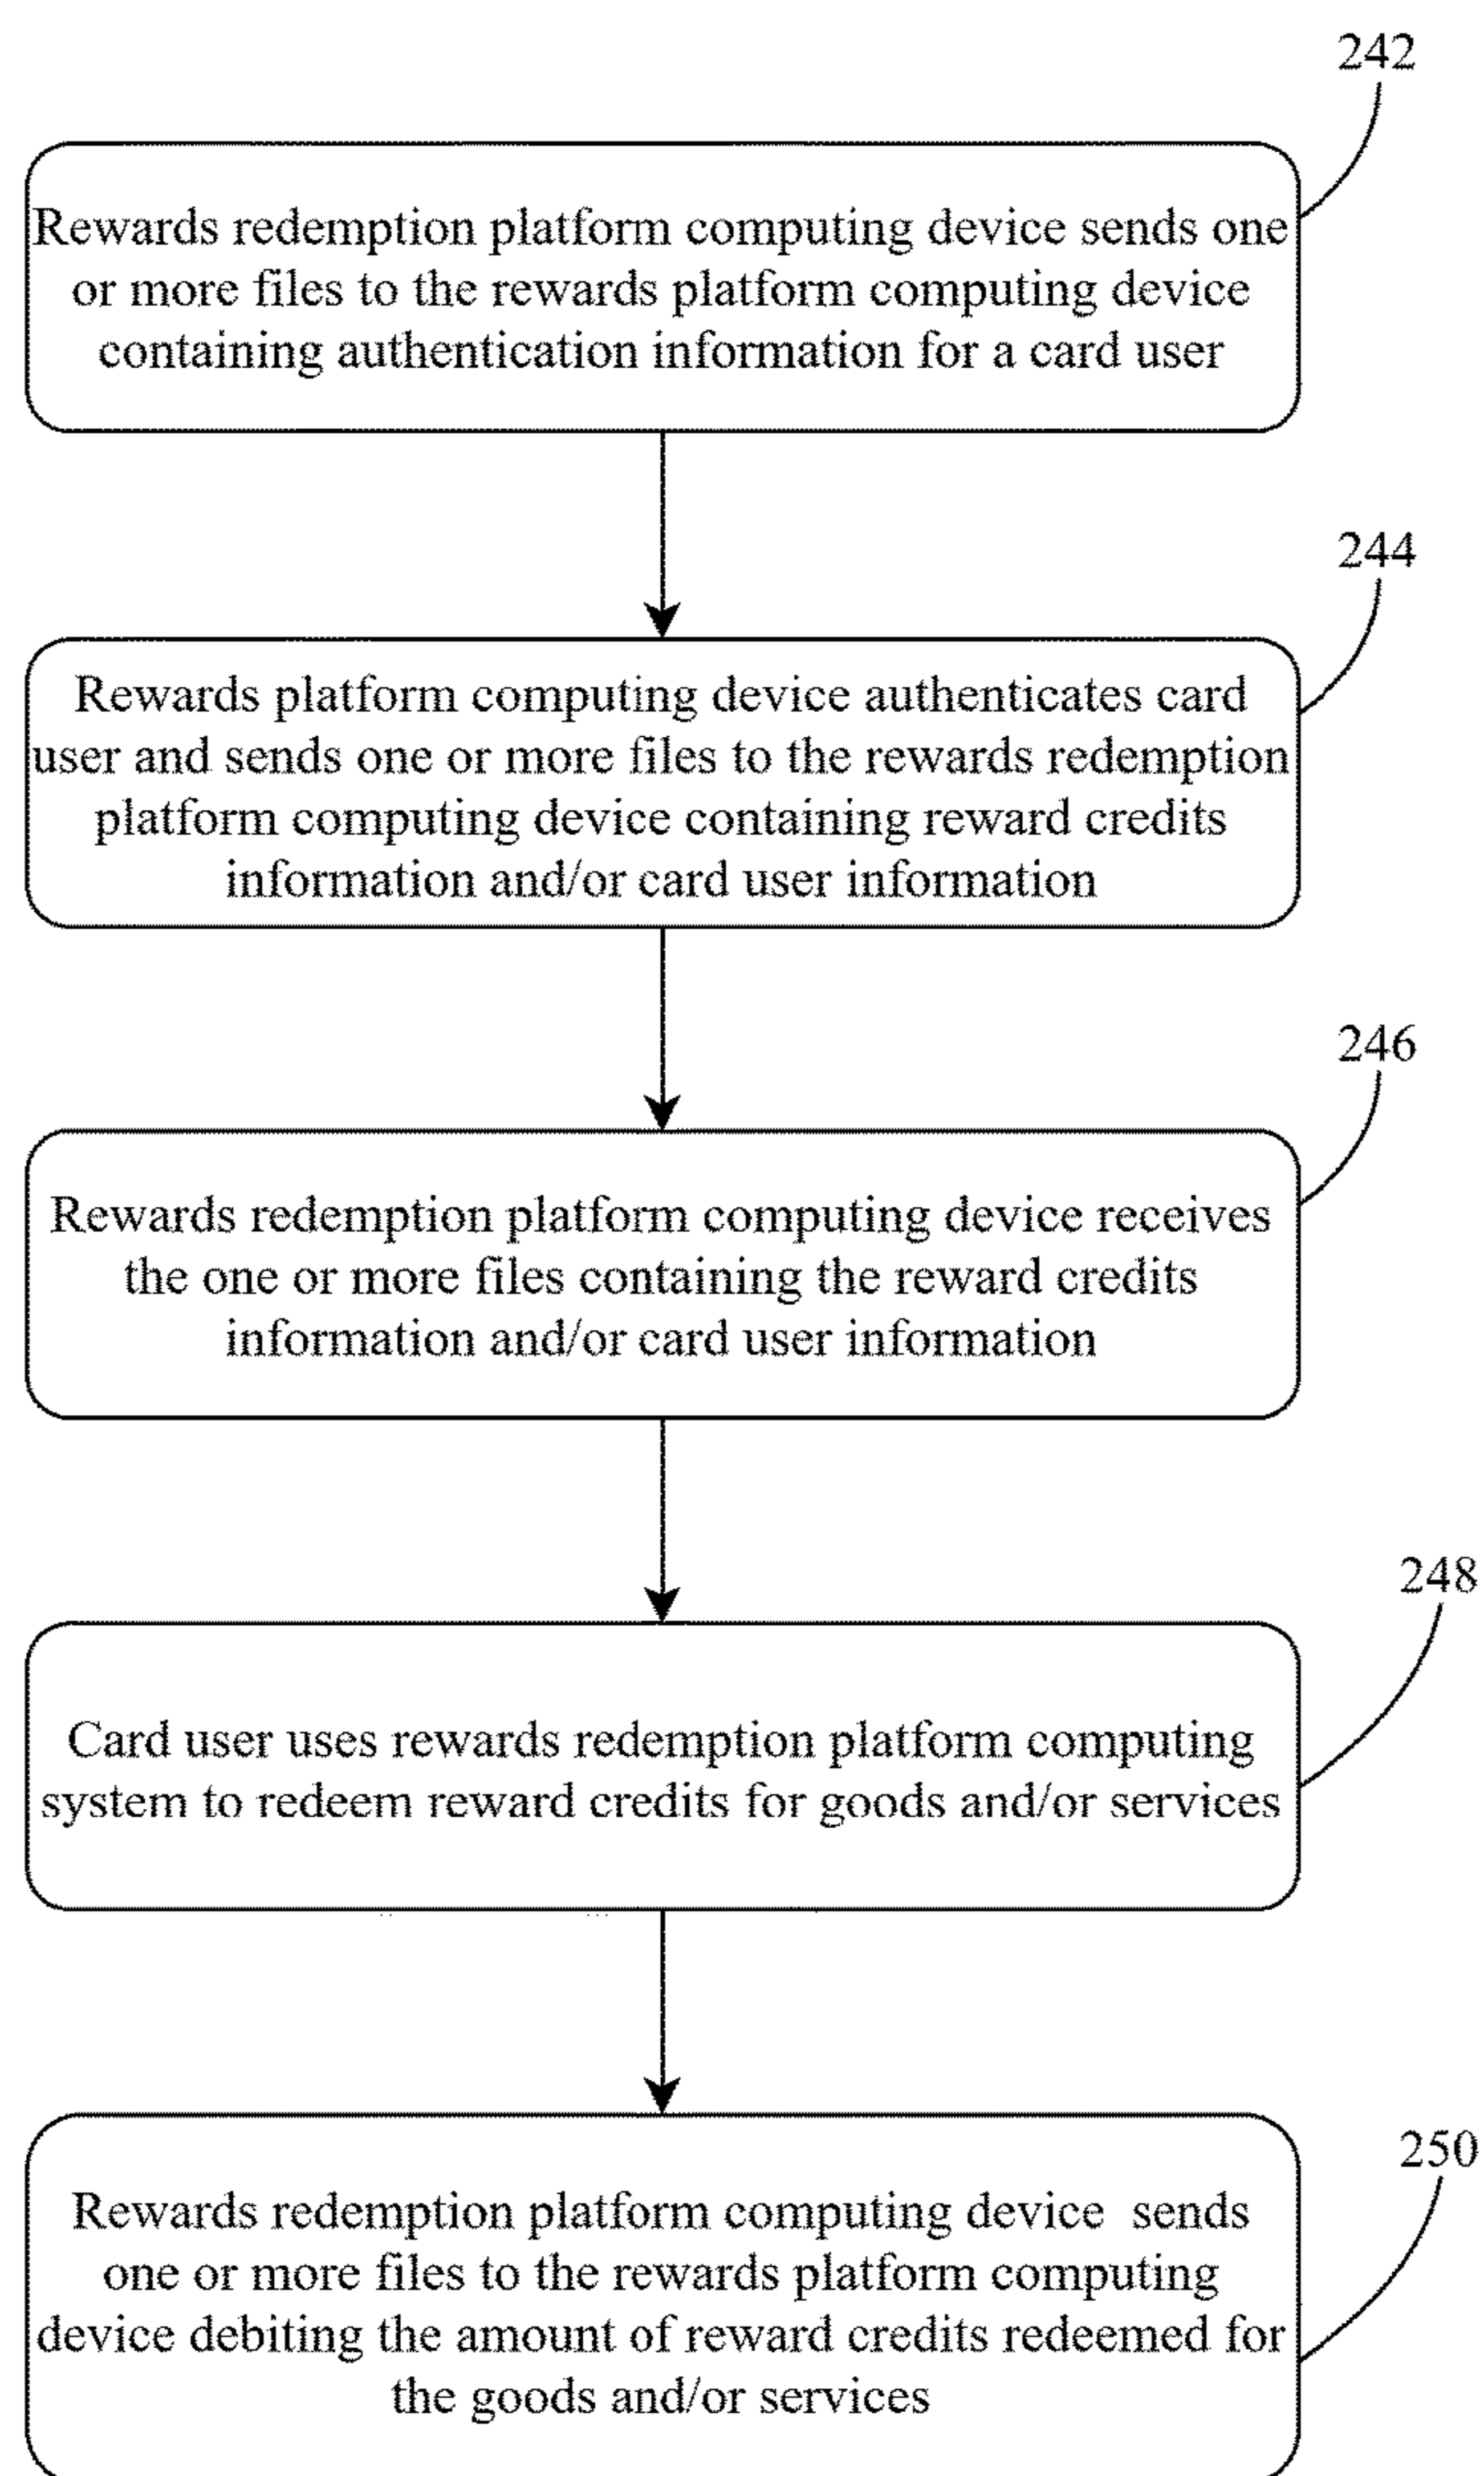 242
Rewards redemption platform computing device sends one
or more files to the rewards platform computing device
containing authentication information for a card user
244
Rewards platform computing device authenticates card
user and sends one or more files to the rewards redemption
platform computing device containing reward credits
information and/or card user information
246
Rewards redemption platform computing device receives
the one or more files containing the reward credits
information and/or card user information
248
Card user uses rewards redemption platform computing
system to redeem reward credits for goods and/or services
250
Rewards redemption platform computing device sends
one or more files to the rewards platform computing
device debiting the amount of reward credits redeemed for
the goods and/or services